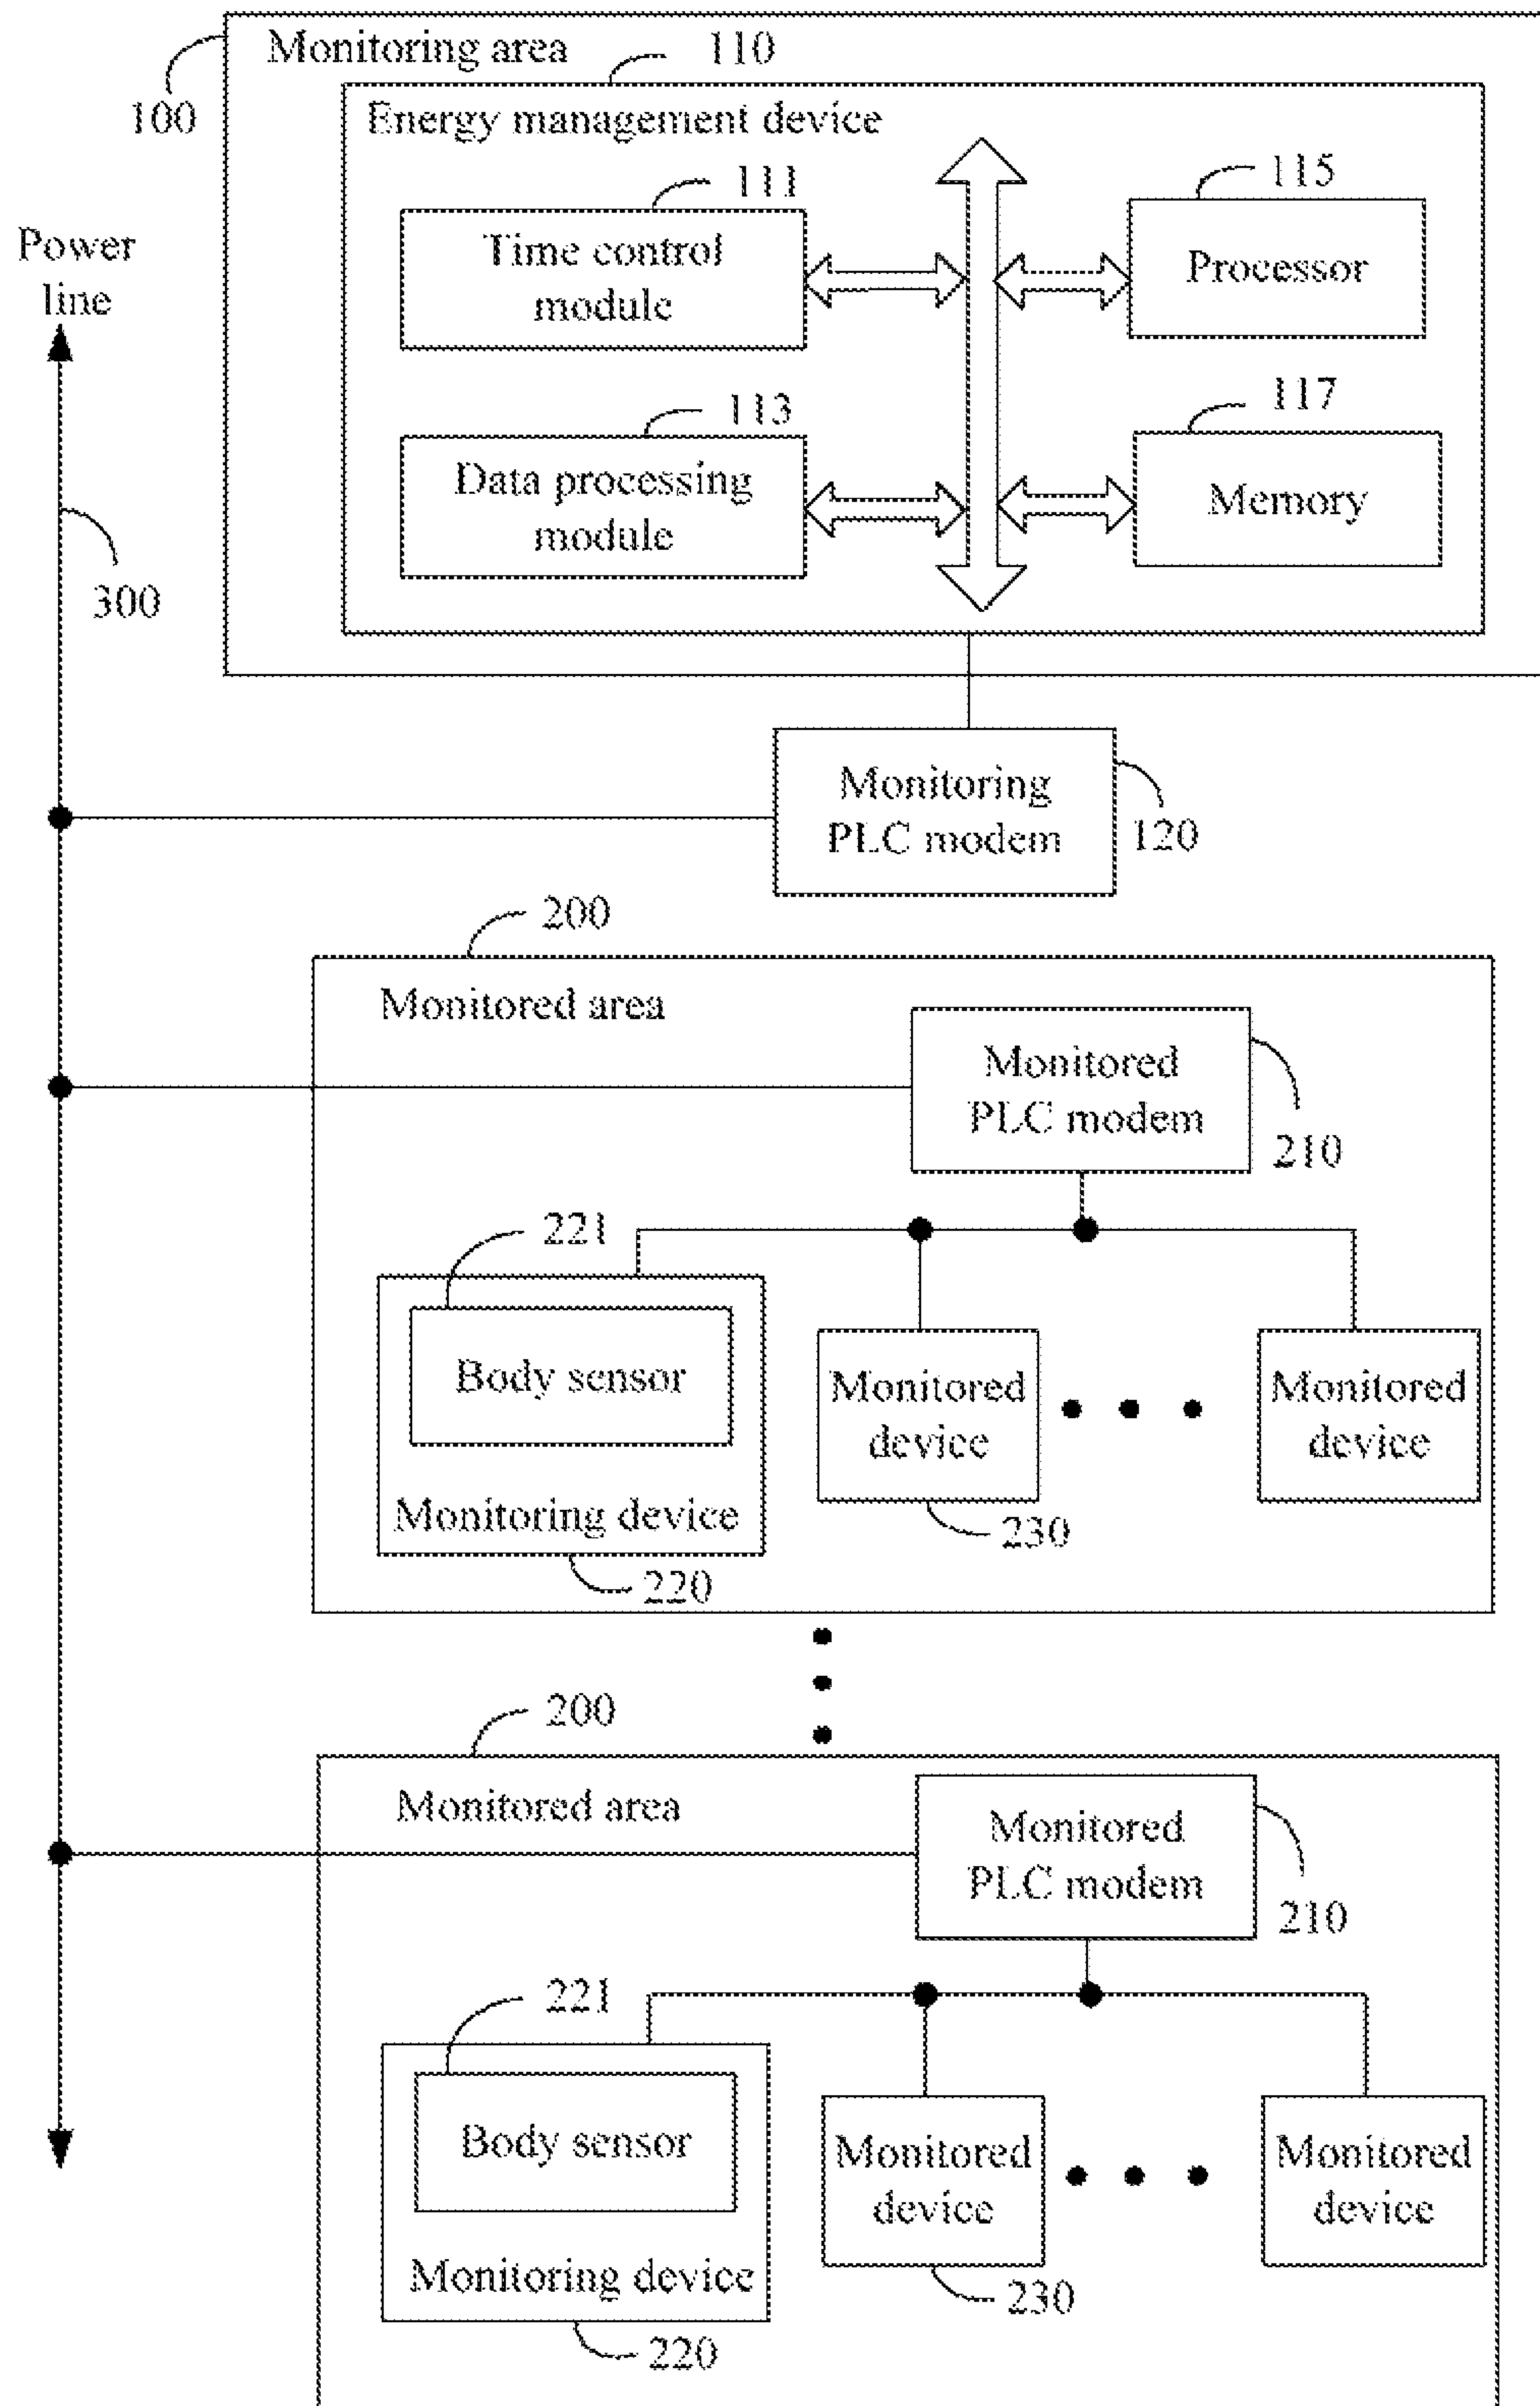 Monitoring area
110
100
Energy management device
111
115
Power
line
Time control
module
Processor
113
117
Data processing
module
Memory
300
Monitoring
PLC modem
120
200
Monitored area
Monitored
PLC modem
210
221
Body sensor
Monitored
device
Monitored
device
Monitoring device
230
220
200
Monitored area
Monitored
PLC modem
210
221
Body sensor
Monitored
device
Monitored
device
Monitoring device
230
220